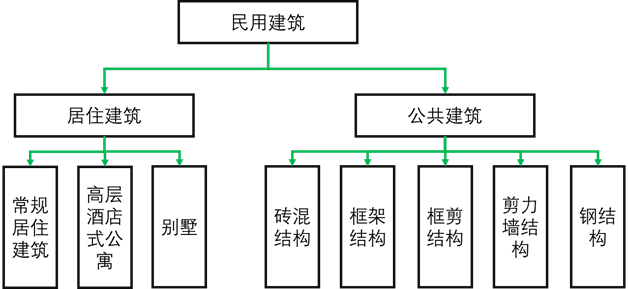 民用建筑
居住建筑
公共建筑
常规
居住
建筑
高层
酒店
式公
寓
别墅
砖混
结构
框架
结构
框剪
结构
剪力
墙结
构
钢结
构